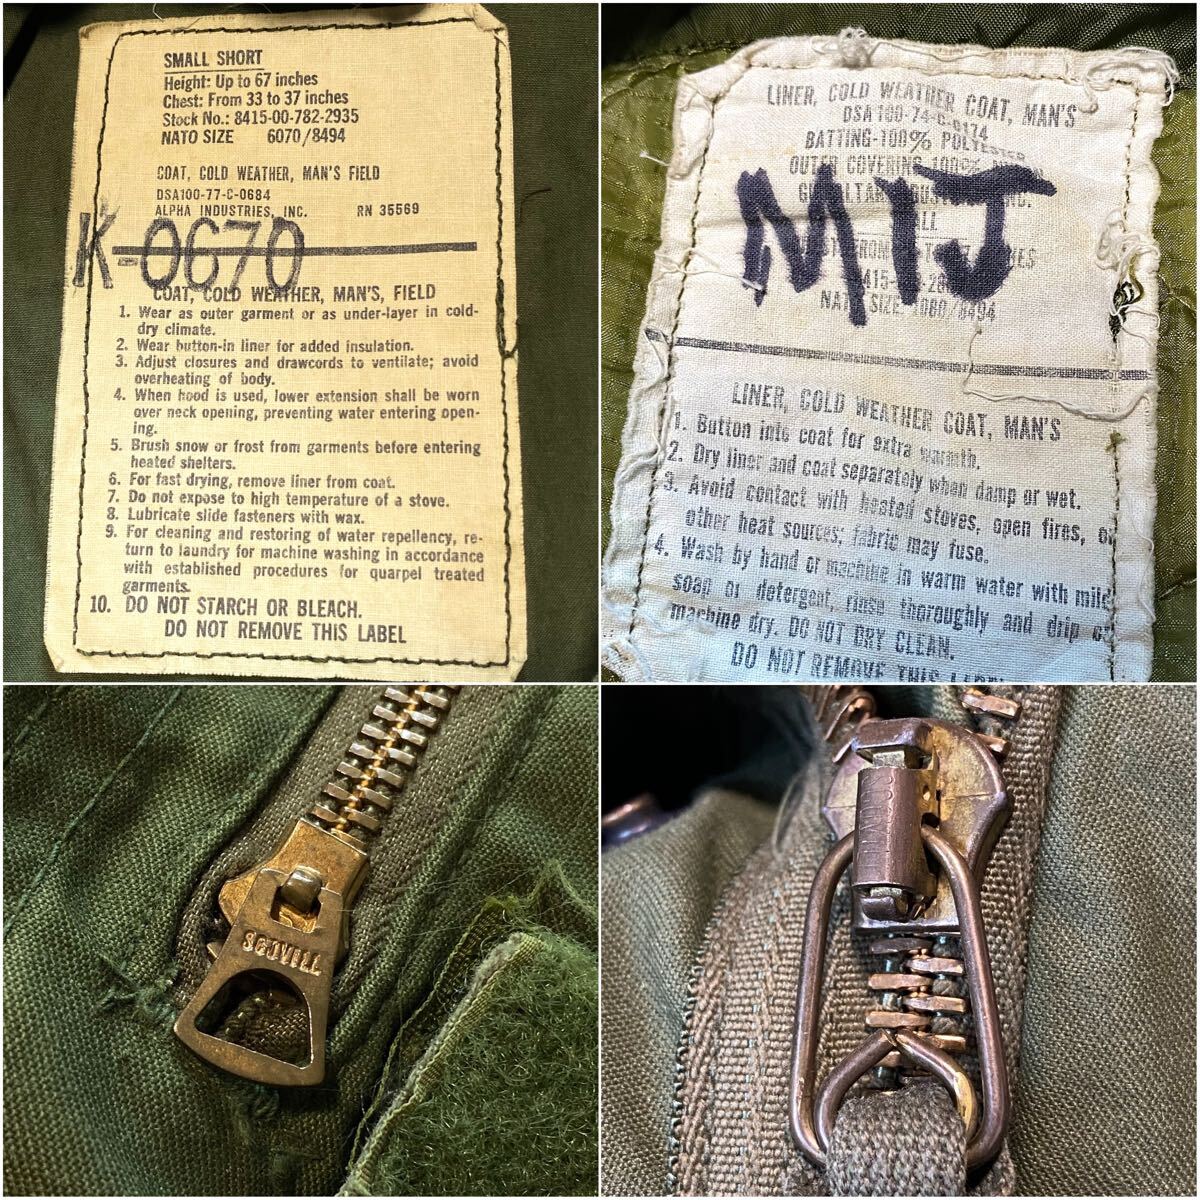 SMALL SHORT
Height: Up to 67 inches
Chest: From 33 to 37 inches
Stock No.: 8415-00-782-2935
NATO SIZE 6070/8494
COAT, COLD WEATHER, MAN'S FIELD
DSA100-77-C-0684
ALPHA INDUSTRIES, INC. RN 35569
K-0670
COAT, COLD WEATHER, MAN'S, FIELD
1. Wear as outer garment or as under-layer in cold-
dry climate.
2. Wear button-in liner for added insulation.
3. Adjust closures and drawcords to ventilate; avoid
overheating of body.
4. When hood is used, lower extension shall be worn
over neck opening, preventing water entering open-
ing.
5. Brush snow or frost from garments before entering
heated shelters.
6. For fast drying, remove liner from coat.
7. Do not expose to high temperature of a stove.
8. Lubricate slide fasteners with wax.
9. For cleaning and restoring of water repellency, re-
turn to laundry for machine washing in accordance
with established procedures for quarpel treated
garments.
10. DO NOT STARCH OR BLEACH.
DO NOT REMOVE THIS LABEL
LINER, COLD WEATHER COAT, MAN'S
DSA 100-74-C-0174
BATTING-100% POLYESTER
OUTER COVERING 100%
MIJ
NATO SIZE
LINER, COLD WEATHER COAT, MAN'S
1. Button into coat for extra warmth.
2. Dry liner and coat separately when damp or wet.
3. Avoid contact with heated stoves, open fires, or
other heat sources; fabric may fuse.
4. Wash by hand or machine in warm water with mild
soap or detergent, rinse thoroughly and drip or
machine dry. DO NOT DRY CLEAN.
DO NOT REMOVE THIS LABEL
SCOVILL